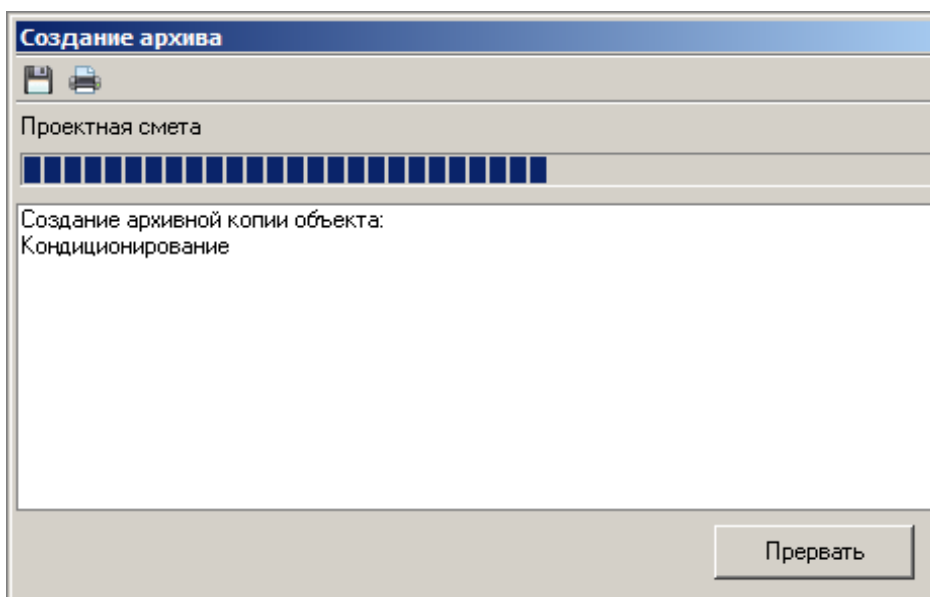 Создание архива
Проектная смета
Создание архивной копии объекта:
Кондиционирование
Прервать